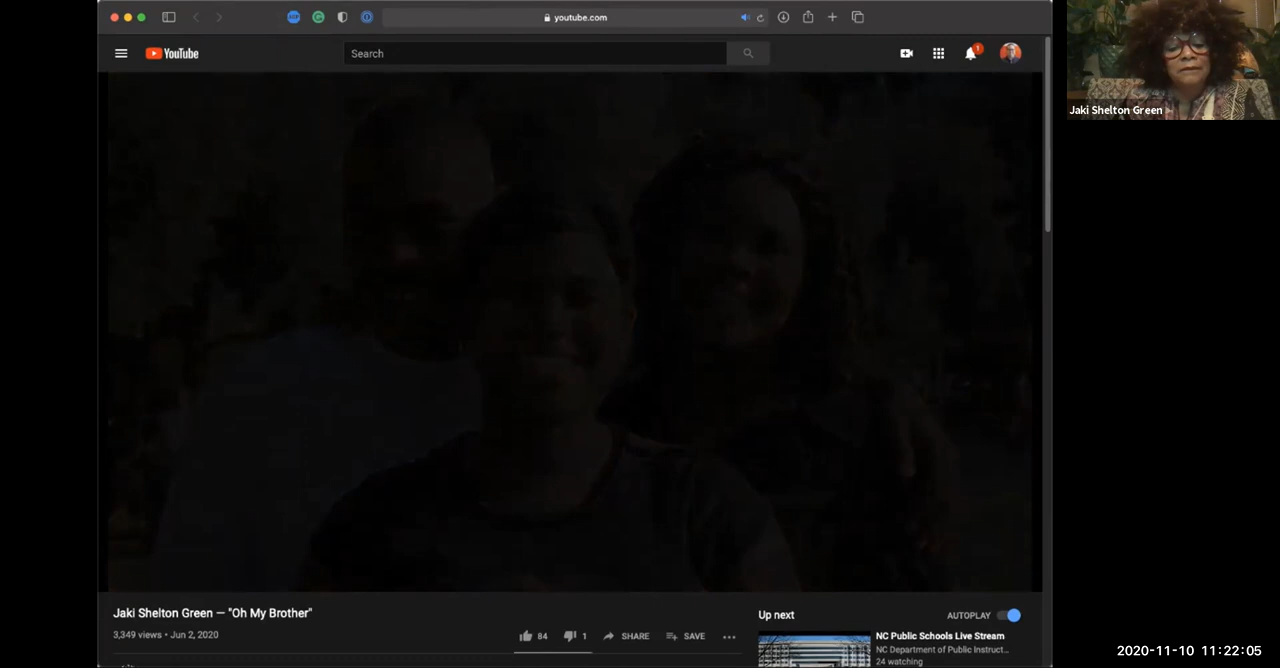 youtube.com
YouTube
Search
1
Jaki Shelton Green
Jaki Shelton Green — "Oh My Brother"
3,349 views • Jun 2, 2020
84
1
SHARE
SAVE
Up next
AUTOPLAY
NC Public Schools Live Stream
NC Department of Public Instruct...
24 watching
2020-11-10 11:22:05